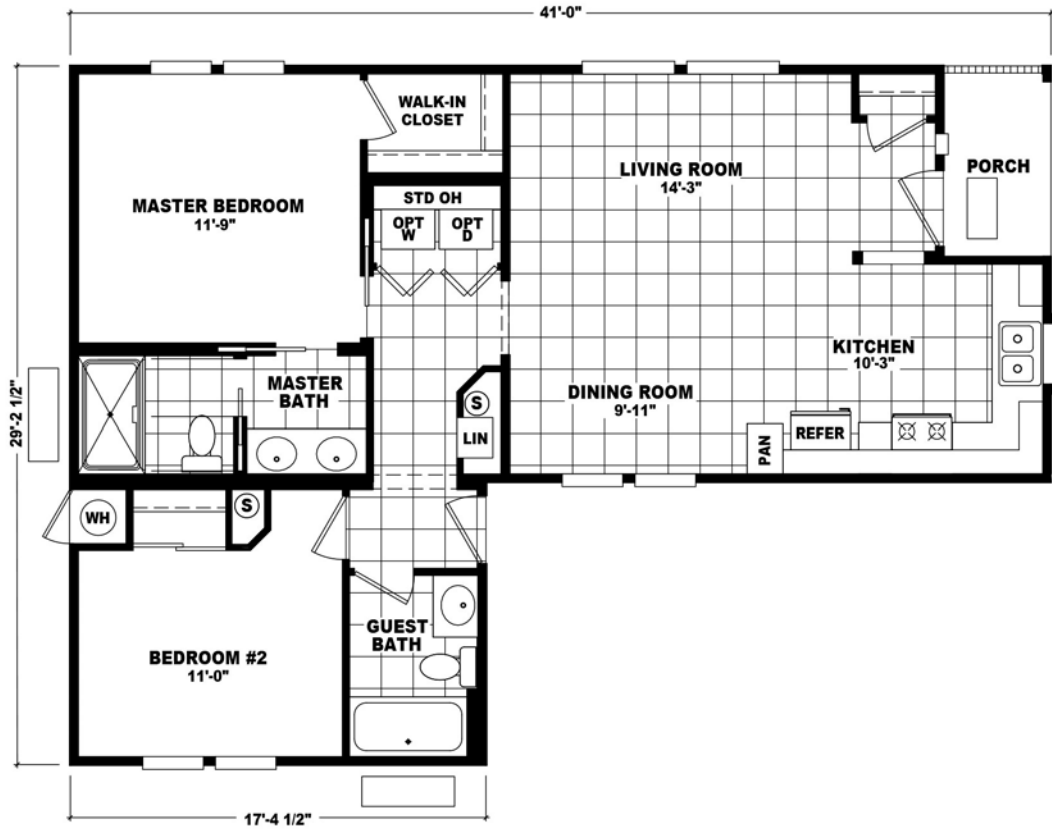 41'-0"
WALK-IN
CLOSET
LIVING ROOM
14'-3"
PORCH
MASTER BEDROOM
11'-9"
STD OH
OPT
W
OPT
D
KITCHEN
10'-3"
MASTER
BATH
DINING ROOM
9'-11"
S
LIN
PAN
REFER
29'-2 1/2"
WH
S
GUEST
BATH
BEDROOM #2
11'-0"
17'-4 1/2"